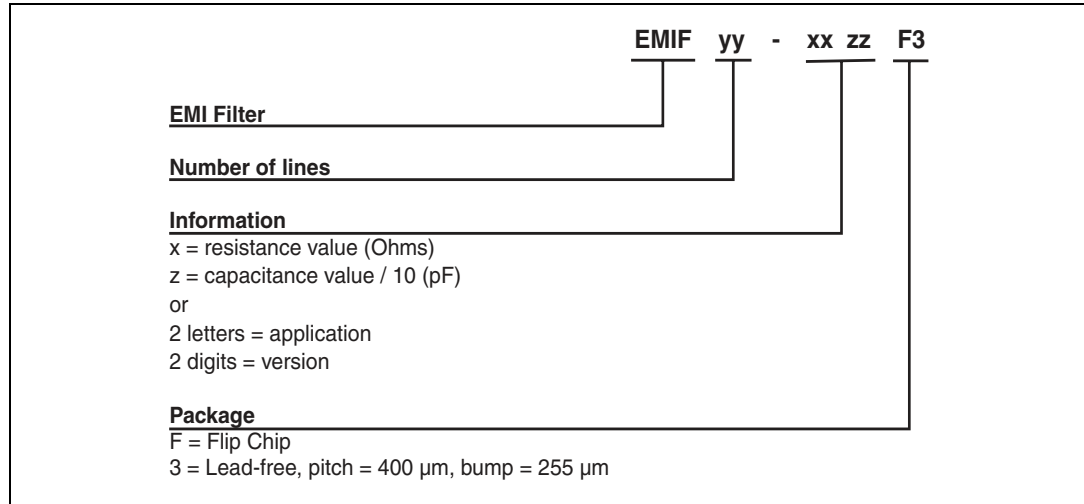 EMIF yy - xx zz F3
EMI Filter
Number of lines
Information
x = resistance value (Ohms)
z = capacitance value / 10 (pF)
or
2 letters = application
2 digits = version
Package
F = Flip Chip
3 = Lead-free, pitch = 400 µm, bump = 255 µm